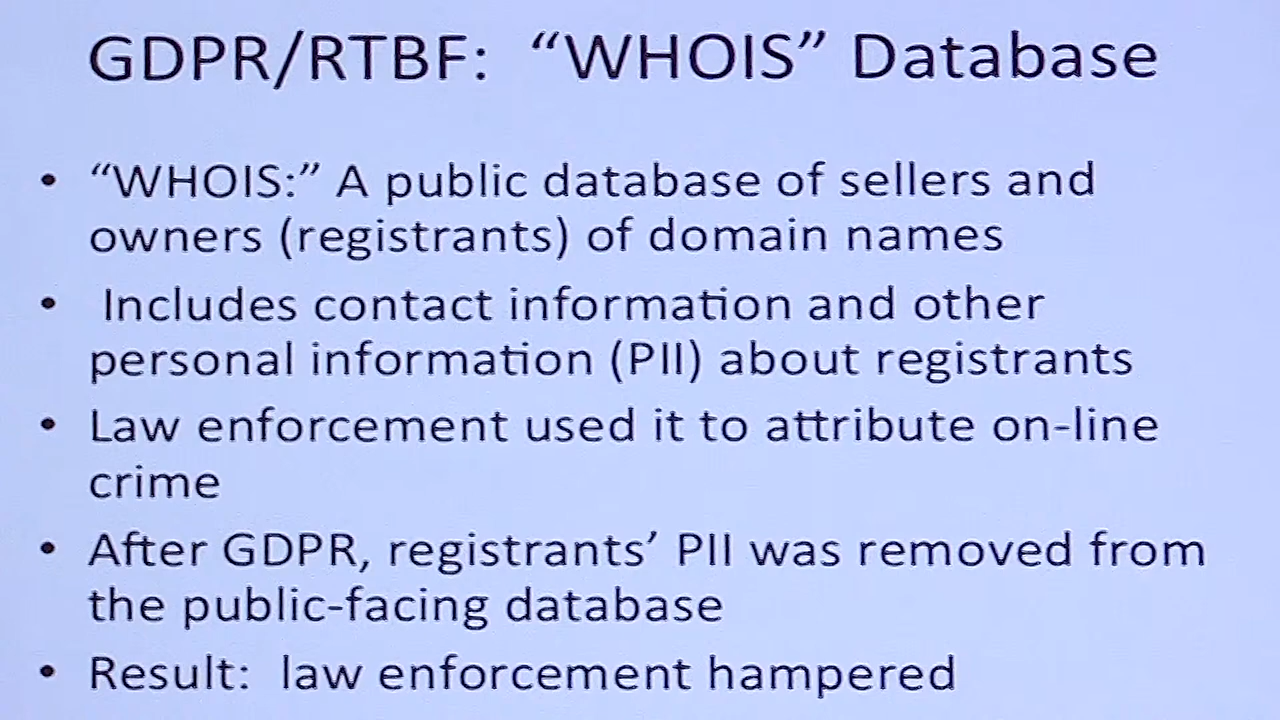 GDPR/RTBF:  “WHOIS” Database
• “WHOIS:” A public database of sellers and
owners (registrants) of domain names
•  Includes contact information and other
personal information (PII) about registrants
• Law enforcement used it to attribute on-line
crime
• After GDPR, registrants’ PII was removed from
the public-facing database
• Result:  law enforcement hampered